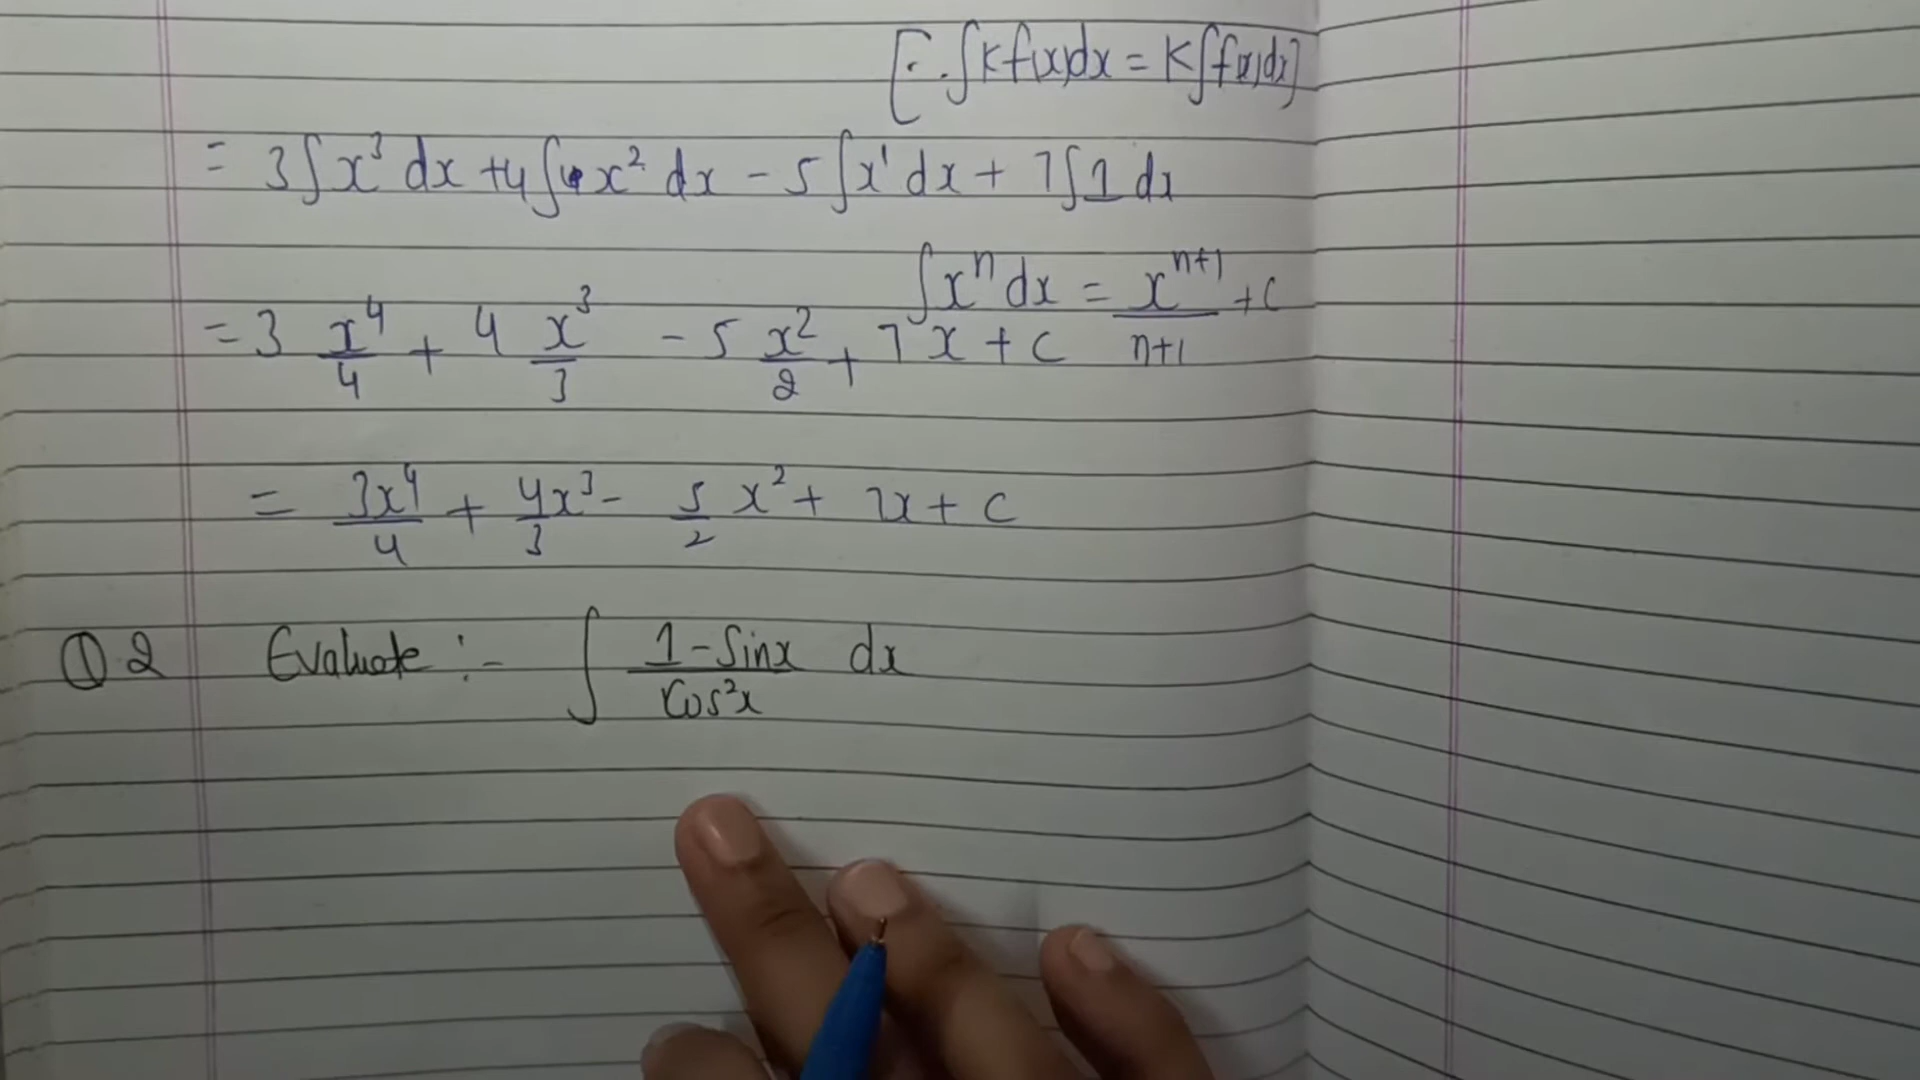 [∵ ∫Kf(x)dx = K∫f(x)dx]
= 3∫x³ dx + 4∫x² dx - 5∫x¹ dx + 7∫1 dx
∫xⁿ dx = xⁿ⁺¹/n+1 + c
= 3 x⁴/4 + 4 x³/3 - 5 x²/2 + 7x + c
= 3x⁴/4 + 4x³/3 - 5/2 x² + 7x + c
Q.2 Evaluate :- ∫ 1-Sinx/Cos²x dx